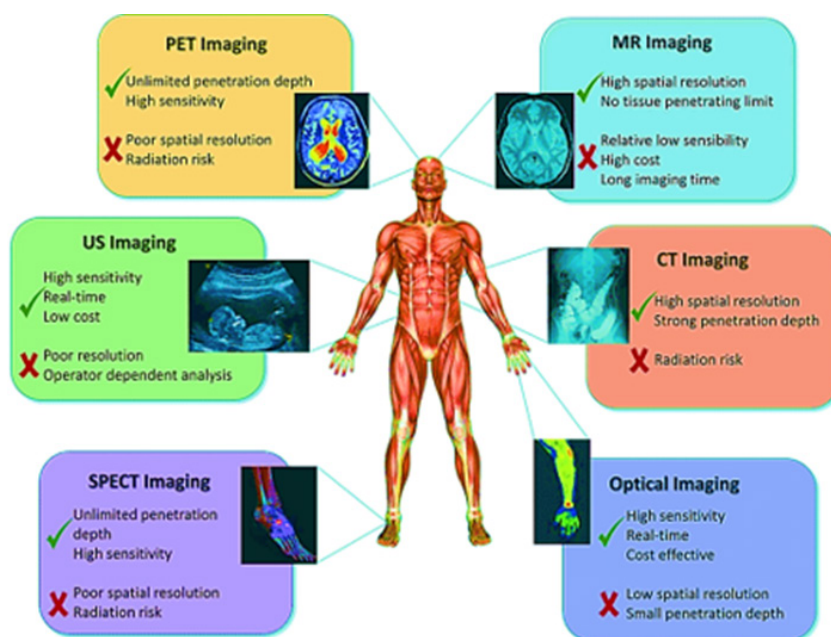 PET Imaging
Unlimited penetration depth
High sensitivity
Poor spatial resolution
Radiation risk
MR Imaging
High spatial resolution
No tissue penetrating limit
Relative low sensibility
High cost
Long imaging time
US Imaging
High sensitivity
Real-time
Low cost
Poor resolution
Operator dependent analysis
CT Imaging
High spatial resolution
Strong penetration depth
Radiation risk
SPECT Imaging
Unlimited penetration
depth
High sensitivity
Poor spatial resolution
Radiation risk
Optical Imaging
High sensitivity
Real-time
Cost effective
Low spatial resolution
Small penetration depth